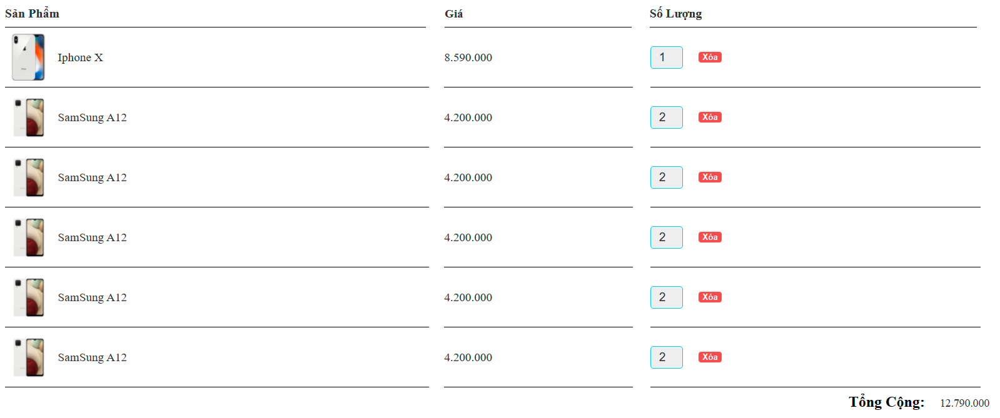 Sản Phẩm Giá Số Lượng
Iphone X 8.590.000 1 Xóa
SamSung A12 4.200.000 2 Xóa
SamSung A12 4.200.000 2 Xóa
SamSung A12 4.200.000 2 Xóa
SamSung A12 4.200.000 2 Xóa
SamSung A12 4.200.000 2 Xóa
Tổng Cộng: 12.790.000